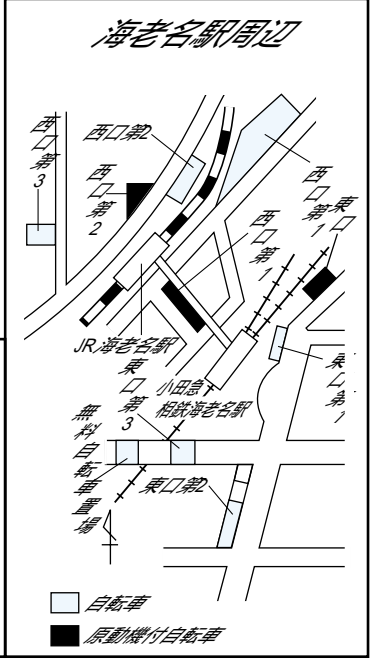 海老名駅周辺
西口第3
西口第2
西口第2
西口第1
東口第1
西口第1
JR海老名駅
小田急
相鉄海老名駅
東口第1
東口第3
無料自転車置場
東口第2
自転車
原動機付自転車